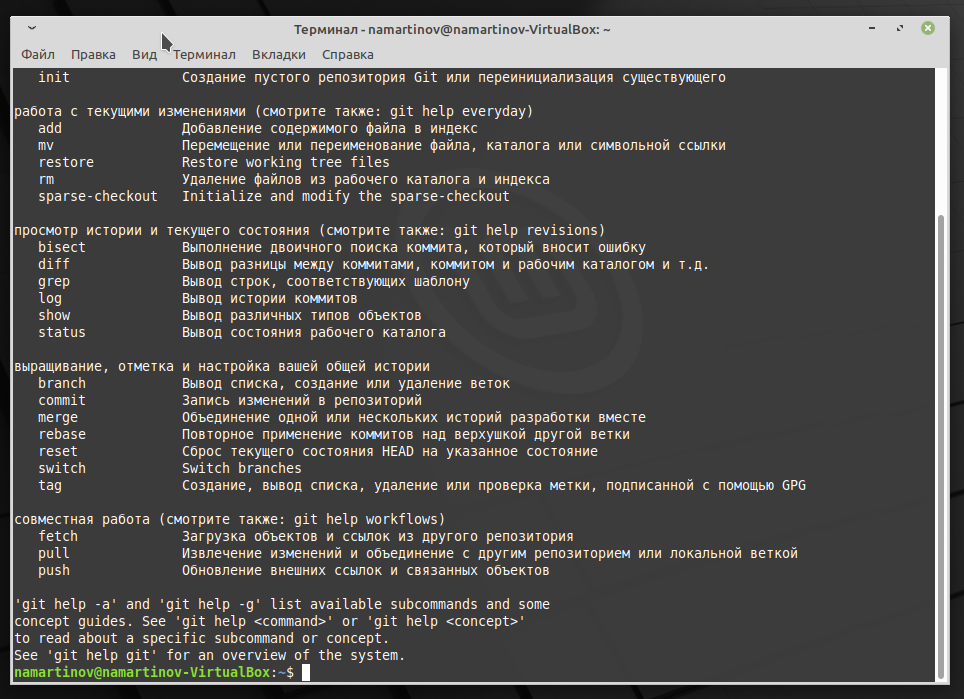 Терминал - namartinov@namartinov-VirtualBox: ~
Файл Правка Вид Терминал Вкладки Справка
init Создание пустого репозитория Git или переинициализация существующего
работа с текущими изменениями (смотрите также: git help everyday)
add Добавление содержимого файла в индекс
mv Перемещение или переименование файла, каталога или символьной ссылки
restore Restore working tree files
rm Удаление файлов из рабочего каталога и индекса
sparse-checkout Initialize and modify the sparse-checkout
просмотр истории и текущего состояния (смотрите также: git help revisions)
bisect Выполнение двоичного поиска коммита, который вносит ошибку
diff Вывод разницы между коммитами, коммитом и рабочим каталогом и т.д.
grep Вывод строк, соответствующих шаблону
log Вывод истории коммитов
show Вывод различных типов объектов
status Вывод состояния рабочего каталога
выращивание, отметка и настройка вашей общей истории
branch Вывод списка, создание или удаление веток
commit Запись изменений в репозиторий
merge Объединение одной или нескольких историй разработки вместе
rebase Повторное применение коммитов над верхушкой другой ветки
reset Сброс текущего состояния HEAD на указанное состояние
switch Switch branches
tag Создание, вывод списка, удаление или проверка метки, подписанной с помощью GPG
совместная работа (смотрите также: git help workflows)
fetch Загрузка объектов и ссылок из другого репозитория
pull Извлечение изменений и объединение с другим репозиторием или локальной веткой
push Обновление внешних ссылок и связанных объектов
'git help -a' and 'git help -g' list available subcommands and some
concept guides. See 'git help <command>' or 'git help <concept>'
to read about a specific subcommand or concept.
See 'git help git' for an overview of the system.
namartinov@namartinov-VirtualBox:~$